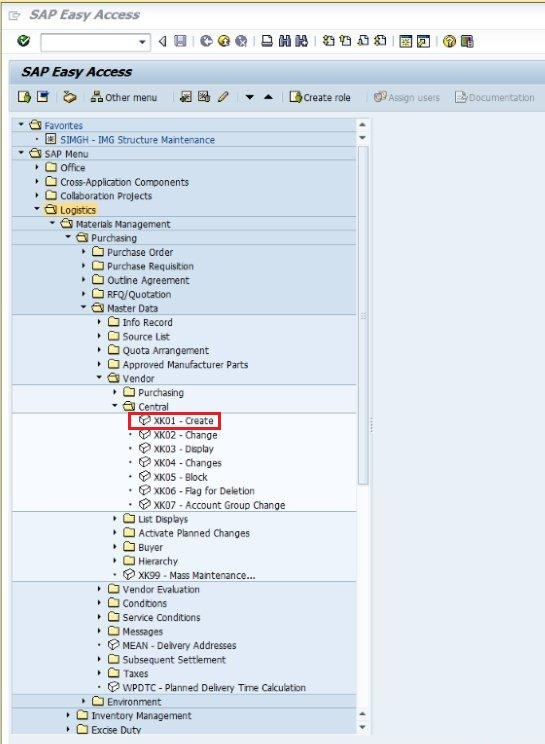 SAP Easy Access
SAP Easy Access
Other menu Create role Assign users Documentation
Favorites
SIMGH - IMG Structure Maintenance
SAP Menu
Office
Cross-Application Components
Collaboration Projects
Logistics
Materials Management
Purchasing
Purchase Order
Purchase Requisition
Outline Agreement
RFQ/Quotation
Master Data
Info Record
Source List
Quota Arrangement
Approved Manufacturer Parts
Vendor
Purchasing
Central
XK01 - Create
XK02 - Change
XK03 - Display
XK04 - Changes
XK05 - Block
XK06 - Flag for Deletion
XK07 - Account Group Change
List Displays
Activate Planned Changes
Buyer
Hierarchy
XK99 - Mass Maintenance...
Vendor Evaluation
Conditions
Service Conditions
Messages
MEAN - Delivery Addresses
Subsequent Settlement
Taxes
WPDTC - Planned Delivery Time Calculation
Environment
Inventory Management
Excise Duty